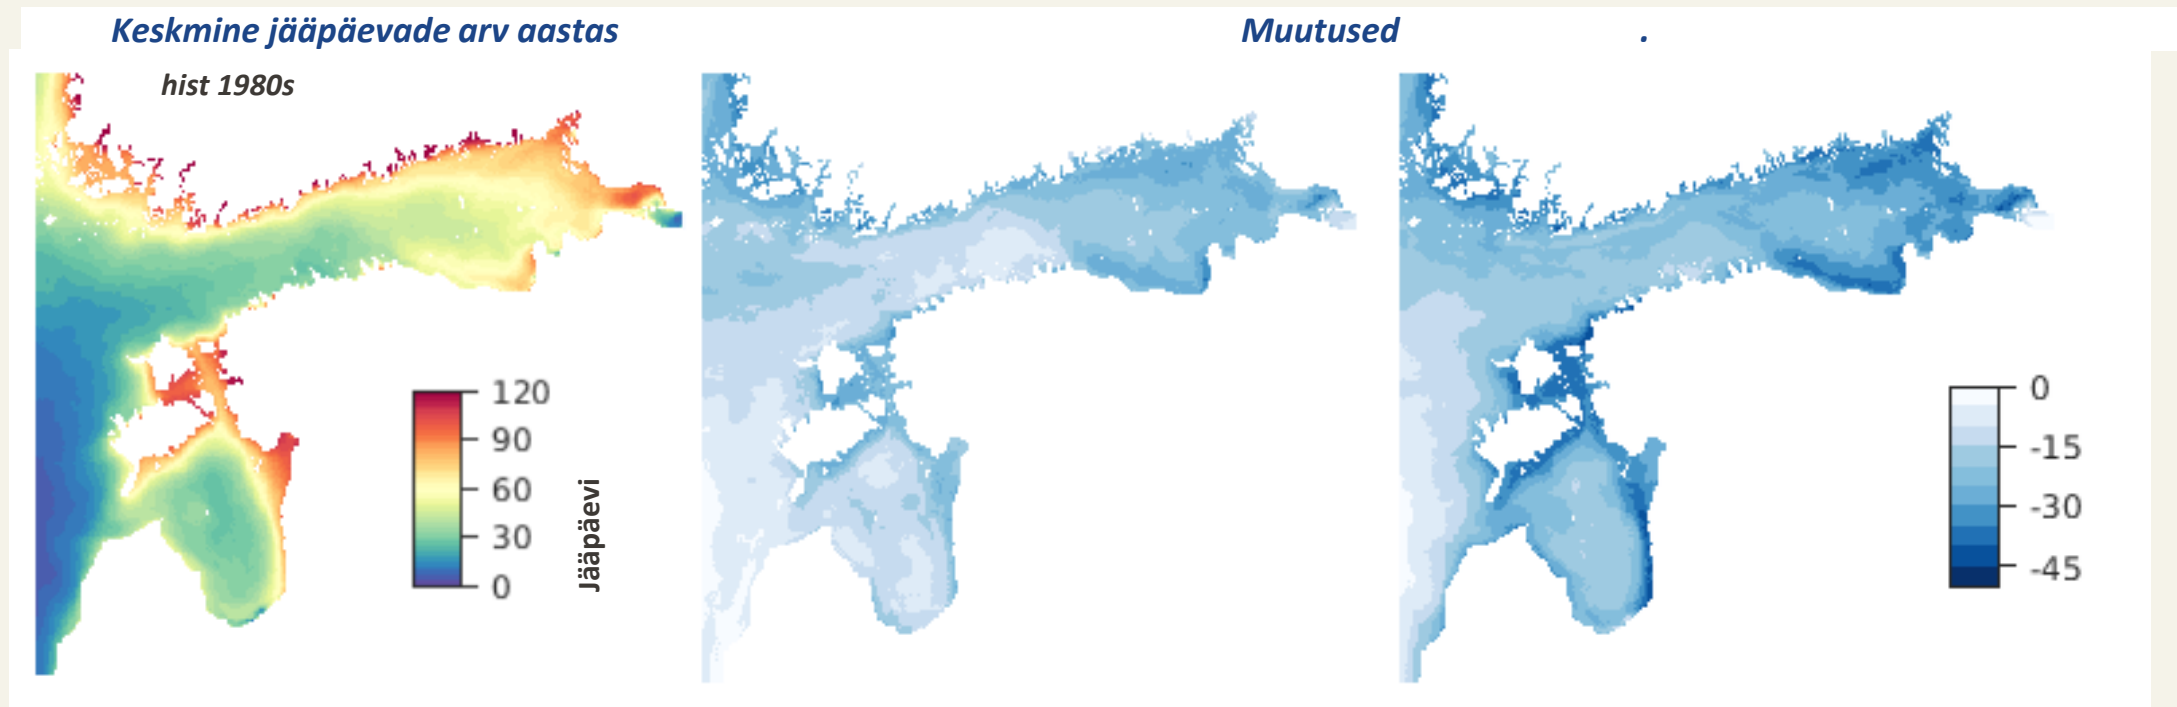 Keskmine jääpäevade arv aastas
Muutused .
hist 1980s
120
90
60
30
0
Jääpäevi
0
-15
-30
-45